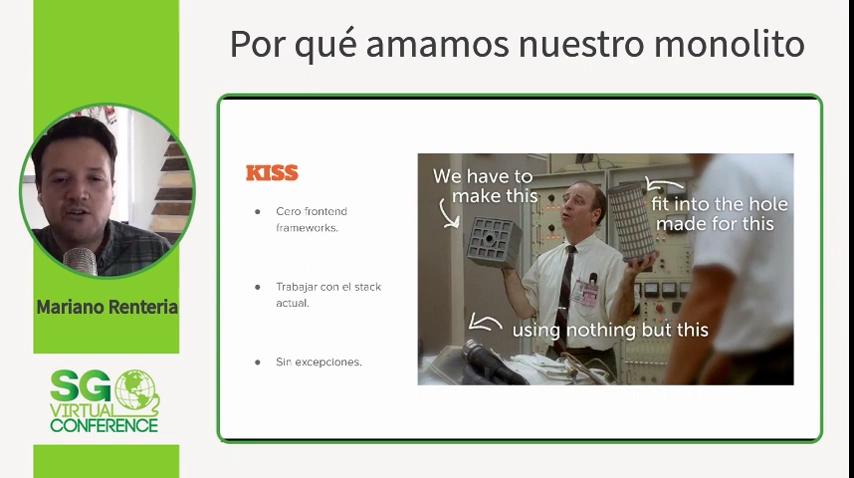 Por qué amamos nuestro monolito
KISS
● Cero frontend
frameworks.
● Trabajar con el stack
actual.
● Sin excepciones.
We have to
make this
fit into the hole
made for this
using nothing but this
Mariano Renteria
SG
VIRTUAL
CONFERENCE